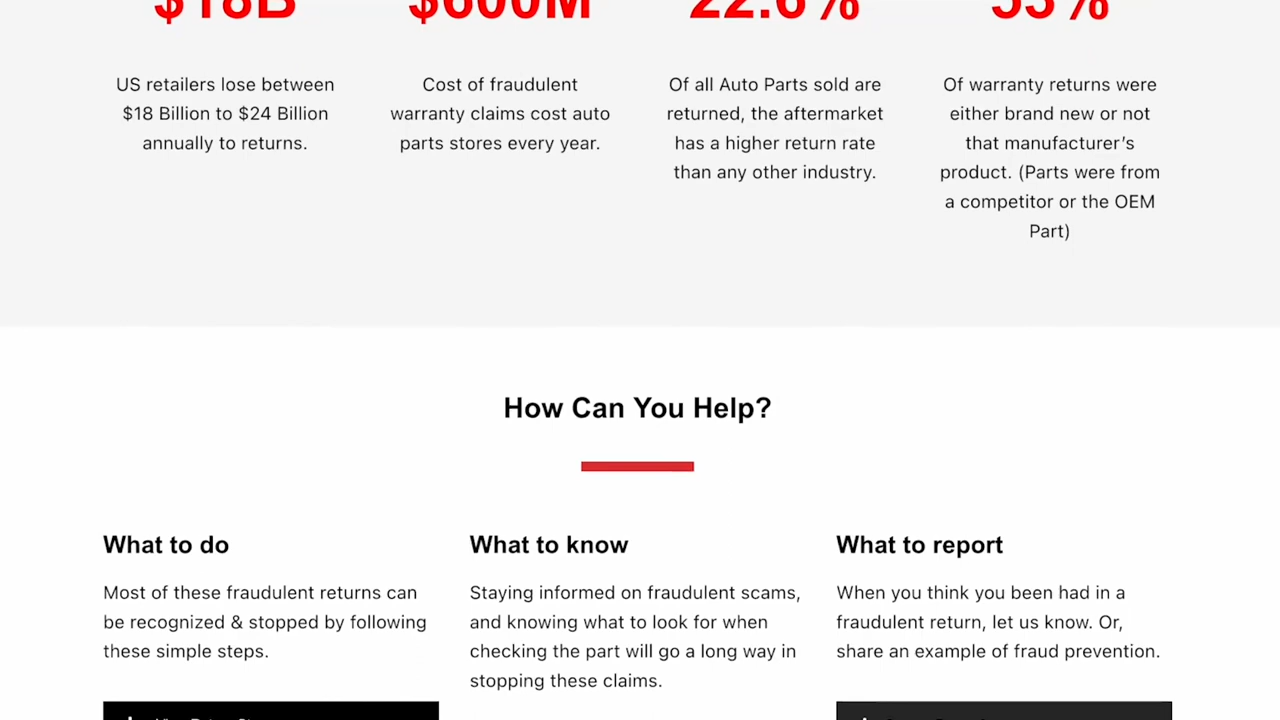 $18B
$600M
22.6%
53%
US retailers lose between
$18 Billion to $24 Billion
annually to returns.
Cost of fraudulent
warranty claims cost auto
parts stores every year.
Of all Auto Parts sold are
returned, the aftermarket
has a higher return rate
than any other industry.
Of warranty returns were
either brand new or not
that manufacturer's
product. (Parts were from
a competitor or the OEM
Part)
How Can You Help?
What to do
Most of these fraudulent returns can
be recognized & stopped by following
these simple steps.
What to know
Staying informed on fraudulent scams,
and knowing what to look for when
checking the part will go a long way in
stopping these claims.
What to report
When you think you been had in a
fraudulent return, let us know. Or,
share an example of fraud prevention.